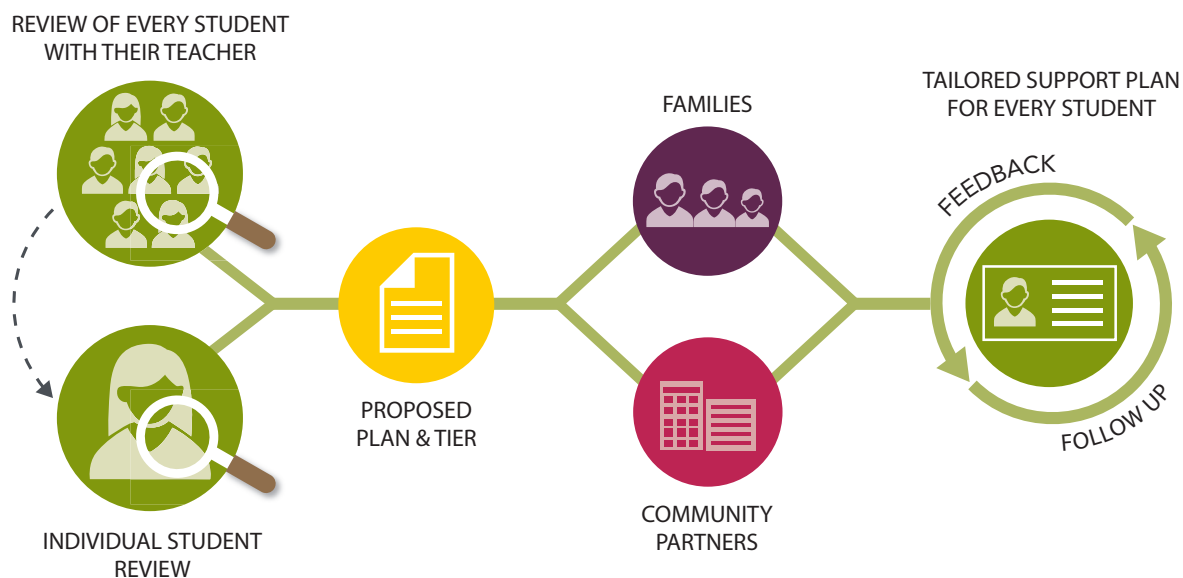 REVIEW OF EVERY STUDENT
WITH THEIR TEACHER
INDIVIDUAL STUDENT
REVIEW
PROPOSED
PLAN & TIER
FAMILIES
COMMUNITY
PARTNERS
TAILORED SUPPORT PLAN
FOR EVERY STUDENT
FEEDBACK
FOLLOW UP